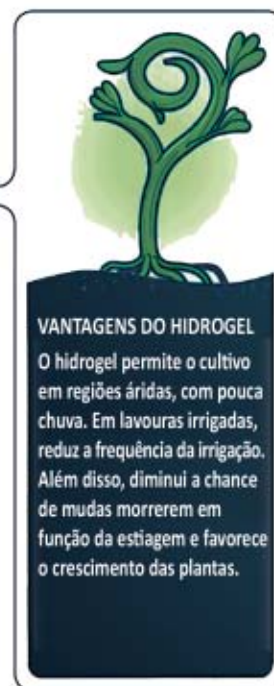 VANTAGENS DO HIDROGEL
O hidrogel permite o cultivo
em regiões áridas, com pouca
chuva. Em lavouras irrigadas,
reduz a frequência da irrigação.
Além disso, diminui a chance
de mudas morrerem em
função da estiagem e favorece
o crescimento das plantas.